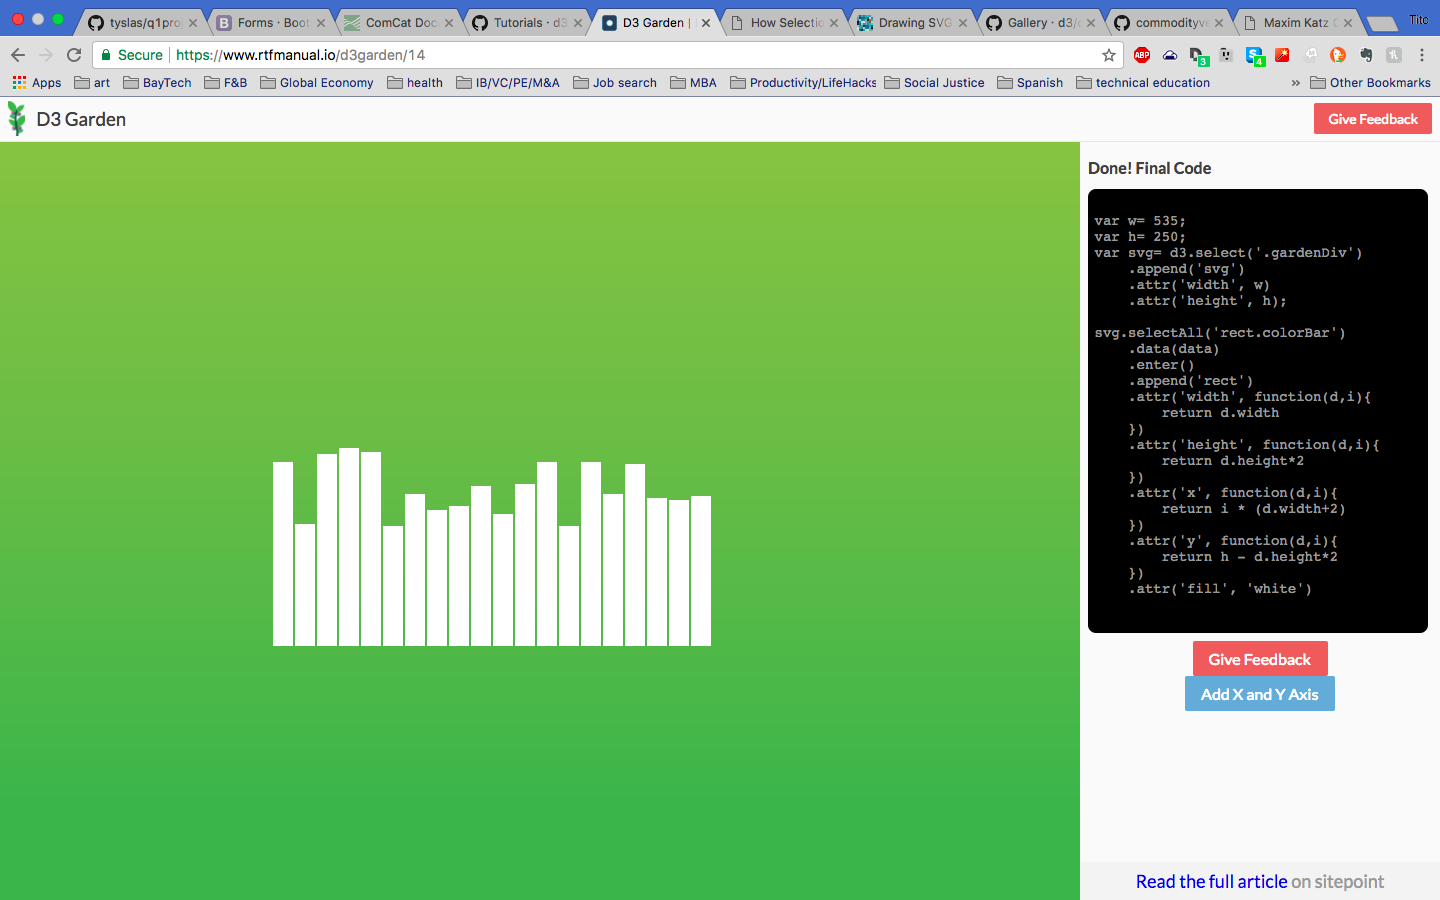 tyslas/q1pro
Forms · Boot
ComCat Doc
Tutorials · d3
D3 Garden |
How Selectio
Drawing SVG
Gallery · d3/
commodityve
Maxim Katz
Tito
Secure
https://www.rtfmanual.io/d3garden/14
ABP
3
4
Apps
art
BayTech
F&B
Global Economy
health
IB/VC/PE/M&A
Job search
MBA
Productivity/LifeHacks
Social Justice
Spanish
technical education
»
Other Bookmarks
D3 Garden
Give Feedback
Done! Final Code
var w= 535;
var h= 250;
var svg= d3.select('.gardenDiv')
.append('svg')
.attr('width', w)
.attr('height', h);
svg.selectAll('rect.colorBar')
.data(data)
.enter()
.append('rect')
.attr('width', function(d,i){
return d.width
})
.attr('height', function(d,i){
return d.height*2
})
.attr('x', function(d,i){
return i * (d.width+2)
})
.attr('y', function(d,i){
return h - d.height*2
})
.attr('fill', 'white')
Give Feedback
Add X and Y Axis
Read the full article on sitepoint